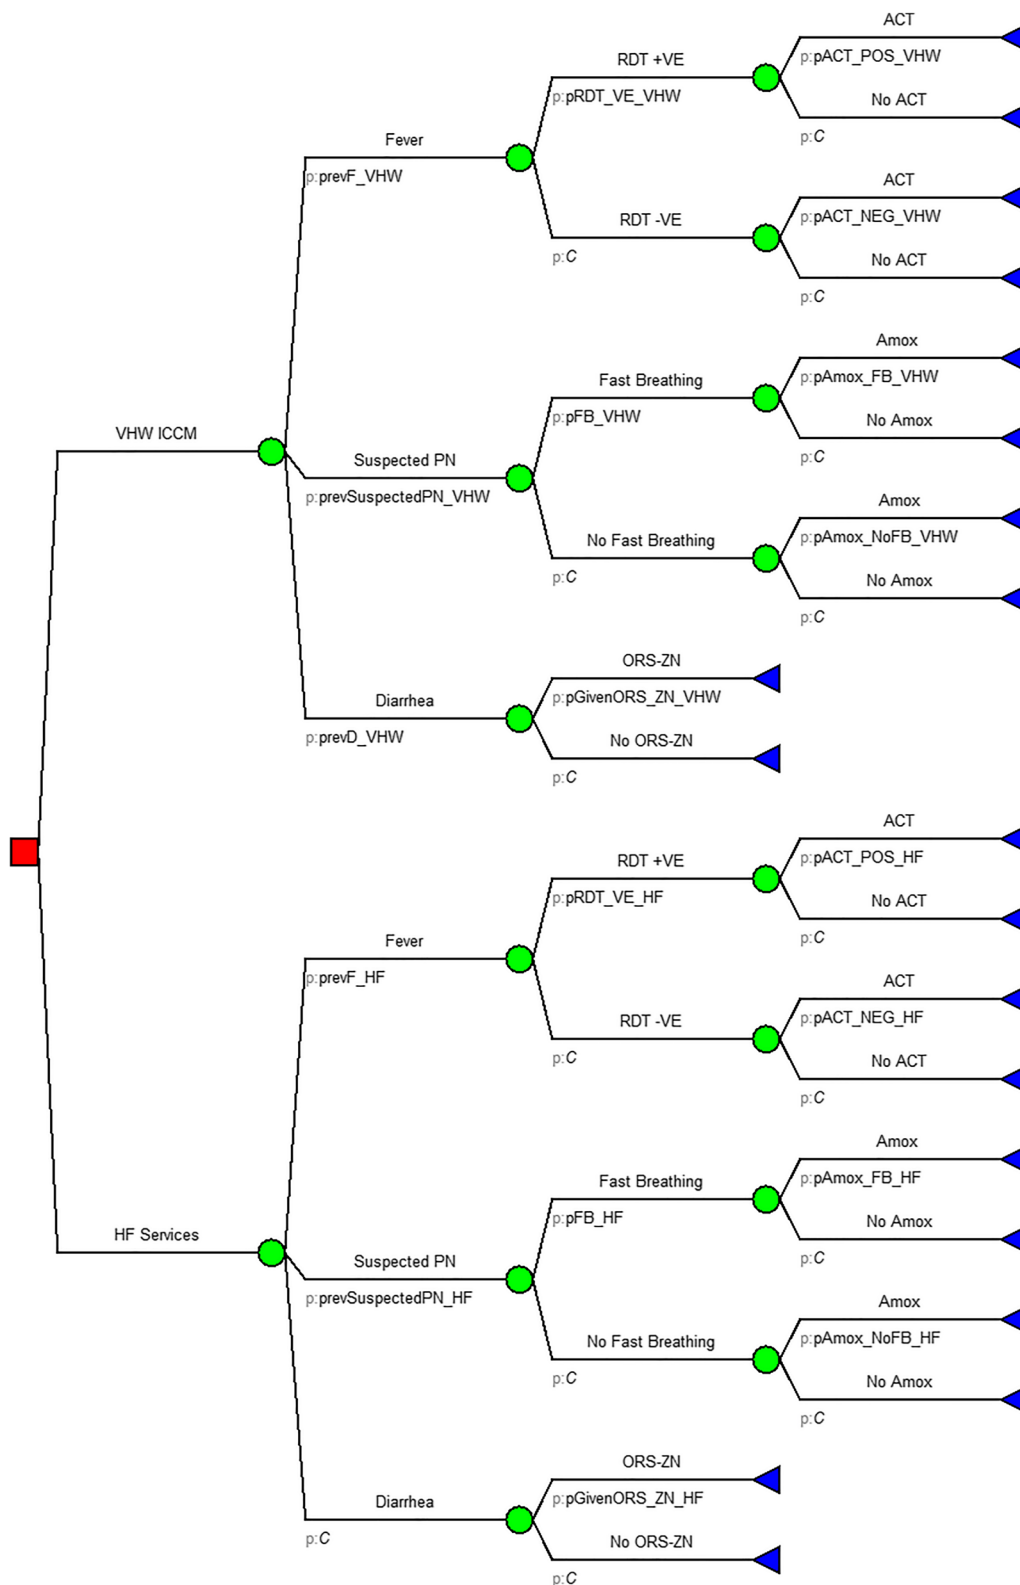 ACT
p:pACT_POS_VHW
RDT +VE
p:pRDT_VE_VHW
No ACT
p:C
Fever
p:prevF_VHW
ACT
p:pACT_NEG_VHW
RDT -VE
p:C
No ACT
p:C
Amox
p:pAmox_FB_VHW
Fast Breathing
p:pFB_VHW
No Amox
p:C
VHW ICCM
Suspected PN
p:prevSuspectedPN_VHW
Amox
p:pAmox_NoFB_VHW
No Fast Breathing
p:C
No Amox
p:C
ORS-ZN
p:pGivenORS_ZN_VHW
Diarrhea
p:prevD_VHW
No ORS-ZN
p:C
ACT
p:pACT_POS_HF
RDT +VE
p:pRDT_VE_HF
No ACT
p:C
Fever
p:prevF_HF
ACT
p:pACT_NEG_HF
RDT -VE
p:C
No ACT
p:C
Amox
p:pAmox_FB_HF
Fast Breathing
p:pFB_HF
No Amox
p:C
HF Services
Suspected PN
p:prevSuspectedPN_HF
Amox
p:pAmox_NoFB_HF
No Fast Breathing
p:C
No Amox
p:C
ORS-ZN
p:pGivenORS_ZN_HF
Diarrhea
p:C
No ORS-ZN
p:C